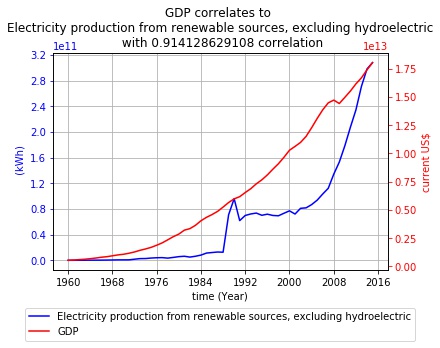 GDP correlates to
Electricity production from renewable sources, excluding hydroelectric
with 0.914128629108 correlation
1e11
1e13
3.2
2.8
2.4
2.0
1.6
1.2
0.8
0.4
0.0
(kWh)
1.75
1.50
1.25
1.00
0.75
0.50
0.25
0.00
current US$
1960 1968 1976 1984 1992 2000 2008 2016
time (Year)
Electricity production from renewable sources, excluding hydroelectric
GDP